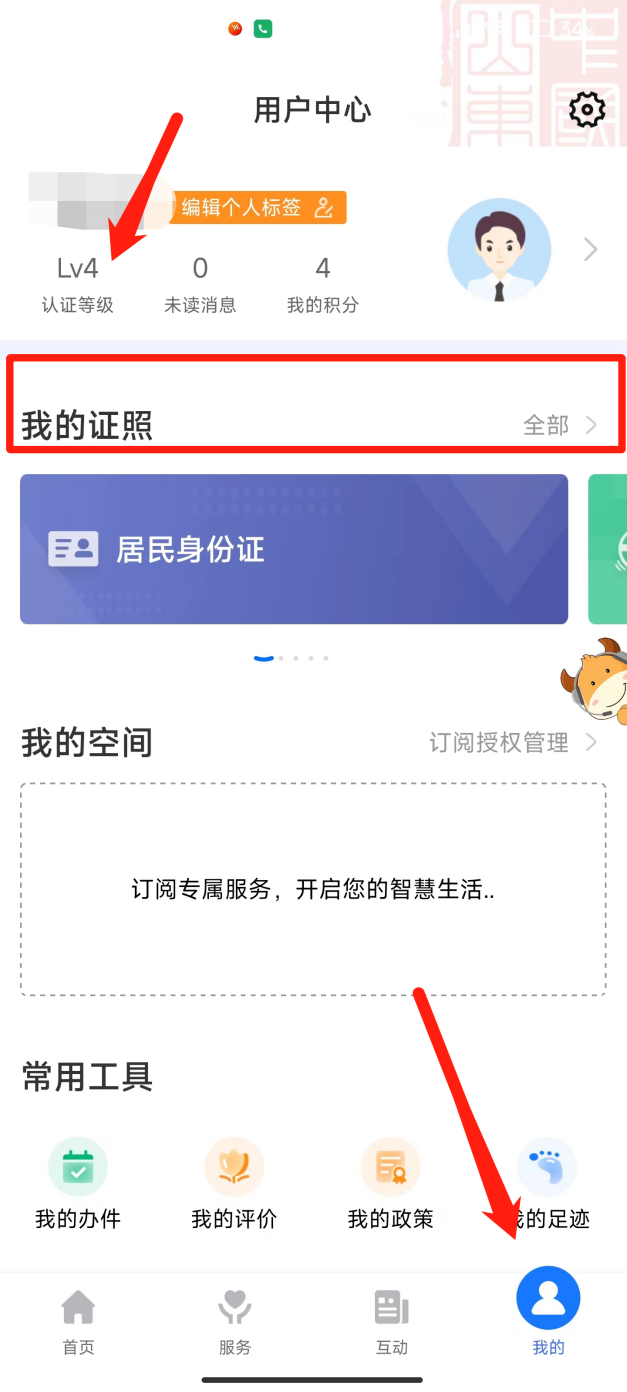 34%
用户中心
编辑个人标签
Lv4
0
4
认证等级
未读消息
我的积分
我的证照
全部
居民身份证
我的空间
订阅授权管理
订阅专属服务，开启您的智慧生活..
常用工具
我的办件
我的评价
我的政策
的足迹
首页
服务
互动
我的